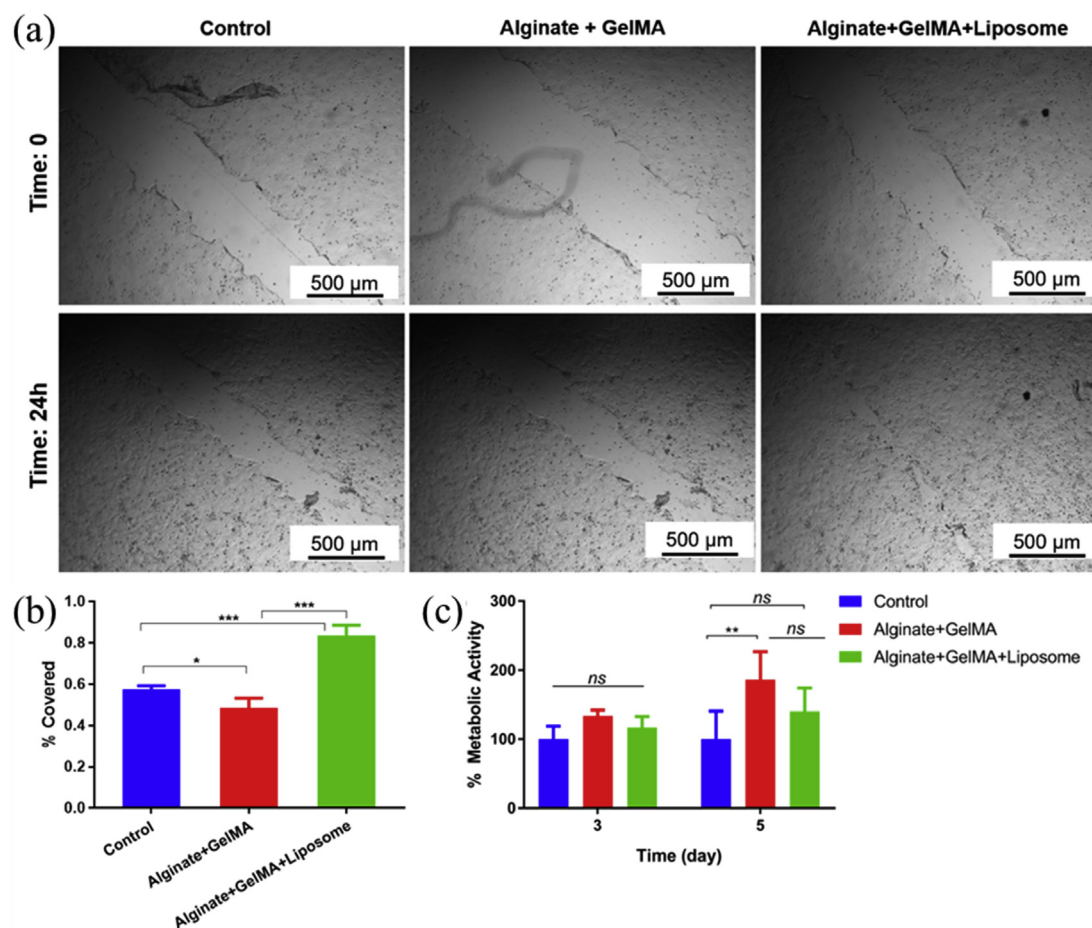 (a)
Control
Alginate + GelMA
Alginate+GelMA+Liposome
Time: 0
500 µm
500 µm
500 µm
Time: 24h
500 µm
500 µm
500 µm
(b)
% Covered
1.0
0.8
0.6
0.4
0.2
0.0
*
***
***
Control
Alginate+GelMA
Alginate+GelMA+Liposome
(c)
% Metabolic Activity
300
200
100
0
ns
ns
**
ns
3
5
Time (day)
Control
Alginate+GelMA
Alginate+GelMA+Liposome